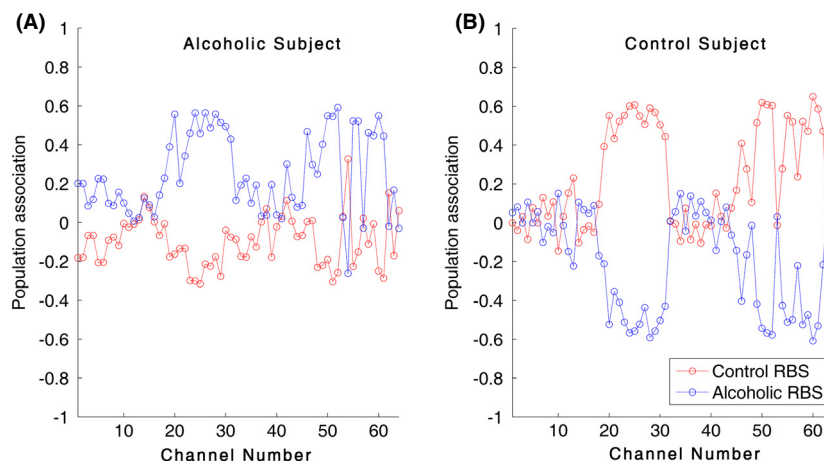 (A)
Alcoholic Subject
1
0.8
0.6
0.4
0.2
0
-0.2
-0.4
-0.6
-0.8
-1
Population association
10 20 30 40 50 60
Channel Number
(B)
Control Subject
1
0.8
0.6
0.4
0.2
0
-0.2
-0.4
-0.6
-0.8
-1
Population association
Control RBS
Alcoholic RBS
10 20 30 40 50 60
Channel Number